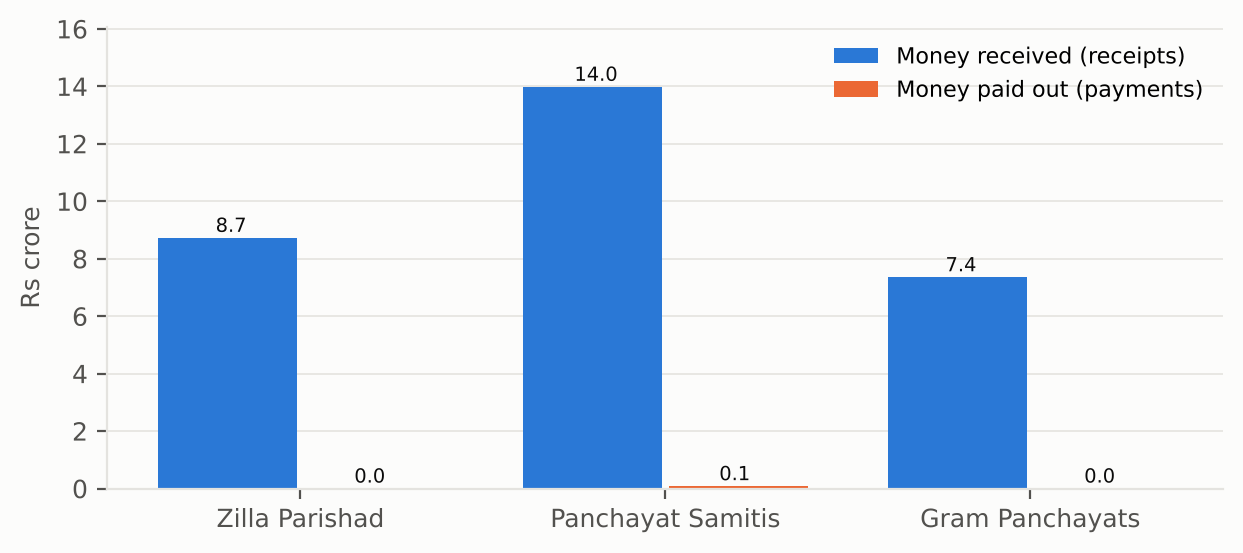 Money received (receipts)
Money paid out (payments)
Rs crore
16
14
12
10
8
6
4
2
0
8.7
0.0
14.0
0.1
7.4
0.0
Zilla Parishad
Panchayat Samitis
Gram Panchayats